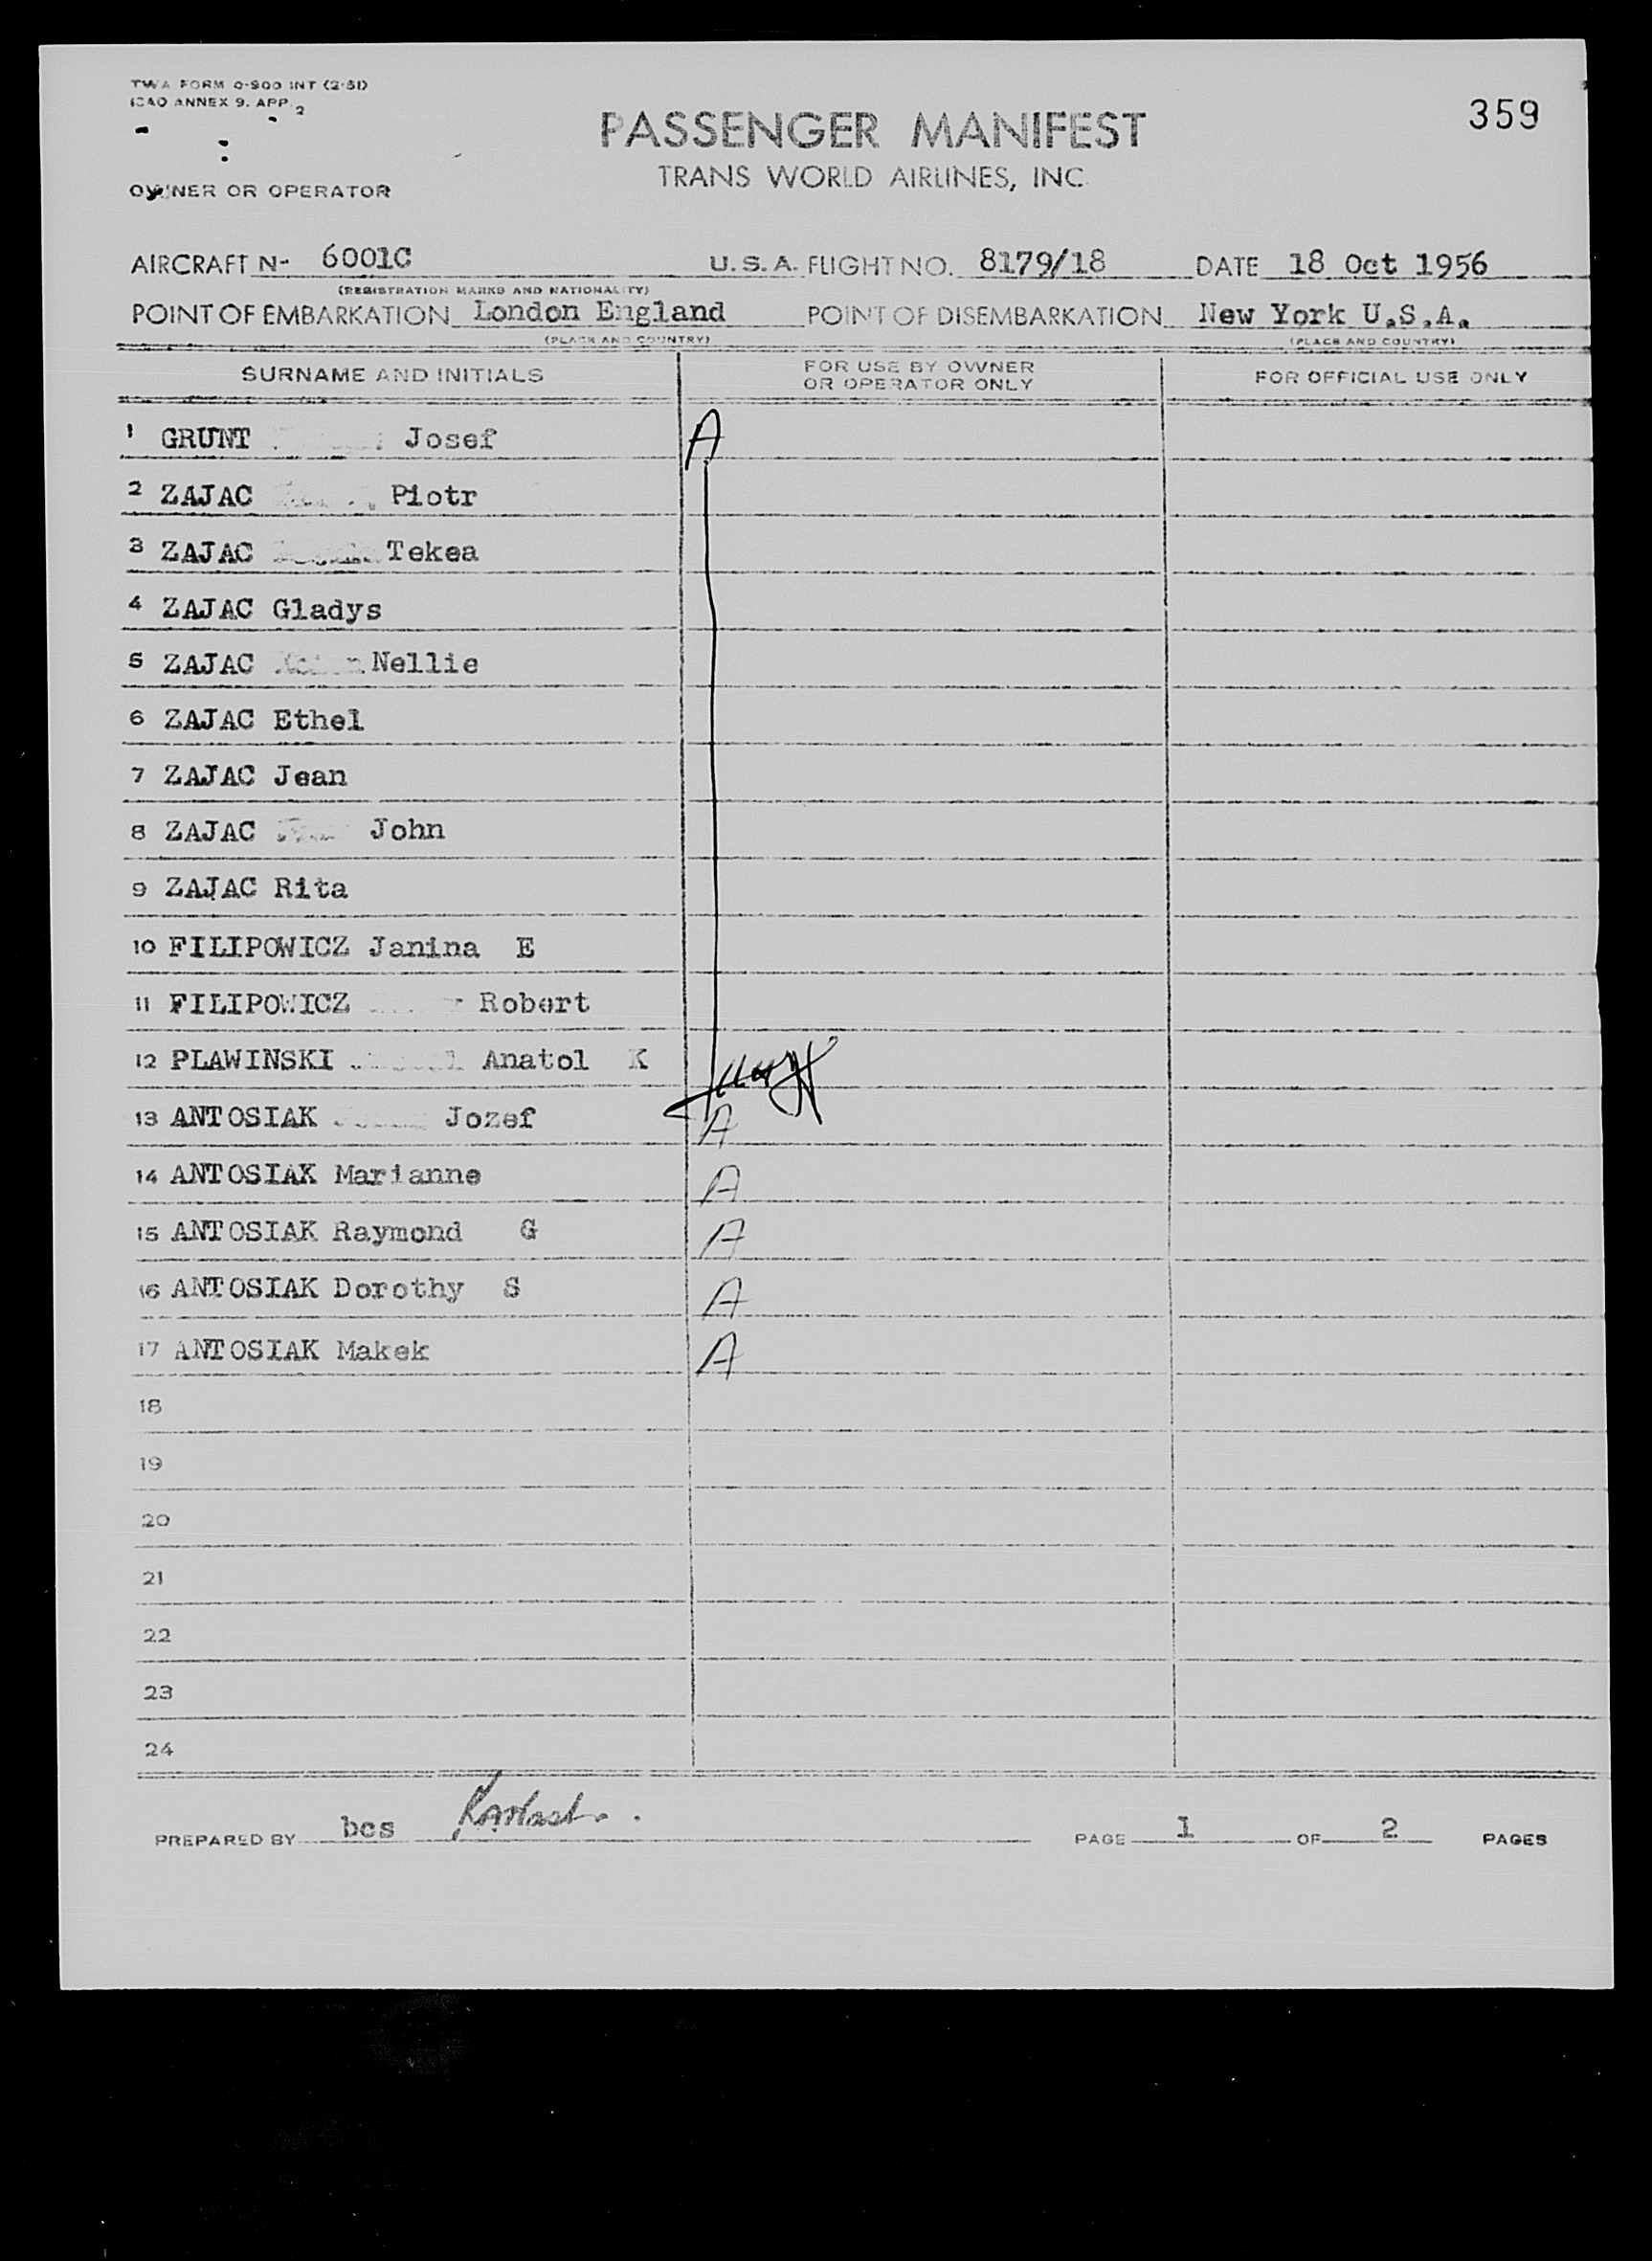 TWA FORM O-900 INT (2-51)
ICAO ANNEX 9. APP. 2
359
PASSENGER MANIFEST
TRANS WORLD AIRLINES, INC.
OWNER OR OPERATOR
AIRCRAFT N- 6001C U.S.A. FLIGHT NO. 8179/18 DATE 18 Oct 1956
(REGISTRATION MARKS AND NATIONALITY)
POINT OF EMBARKATION London England POINT OF DISEMBARKATION New York U.S.A.
(PLACE AND COUNTRY) (PLACE AND COUNTRY)
SURNAME AND INITIALS FOR USE BY OWNER OR OPERATOR ONLY FOR OFFICIAL USE ONLY
1 GRUNT Josef A
2 ZAJAC Piotr
3 ZAJAC Tekea
4 ZAJAC Gladys
5 ZAJAC Nellie
6 ZAJAC Ethel
7 ZAJAC Jean
8 ZAJAC John
9 ZAJAC Rita
10 FILIPOWICZ Janina E
11 FILIPOWICZ Robert
12 PLAWINSKI Anatol K
13 ANTOSIAK Jozef A
14 ANTOSIAK Marianne A
15 ANTOSIAK Raymond G A
16 ANTOSIAK Dorothy S A
17 ANTOSIAK Makek A
18
19
20
21
22
23
24
PREPARED BY bcs PAGE 1 OF 2 PAGES